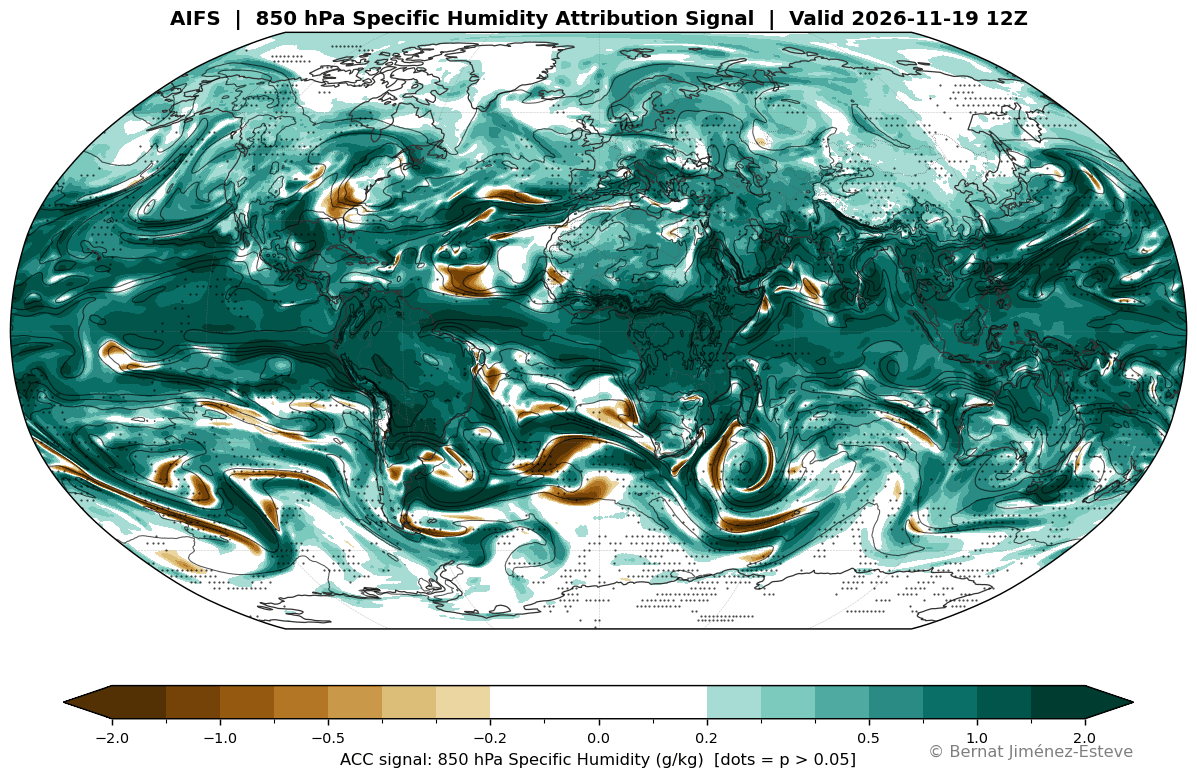 AIFS | 850 hPa Specific Humidity Attribution Signal | Valid 2026-11-19 12Z
−2.0 −1.0 −0.5 −0.2 0.0 0.2 0.5 1.0 2.0
ACC signal: 850 hPa Specific Humidity (g/kg) [dots = p > 0.05]
© Bernat Jiménez-Esteve